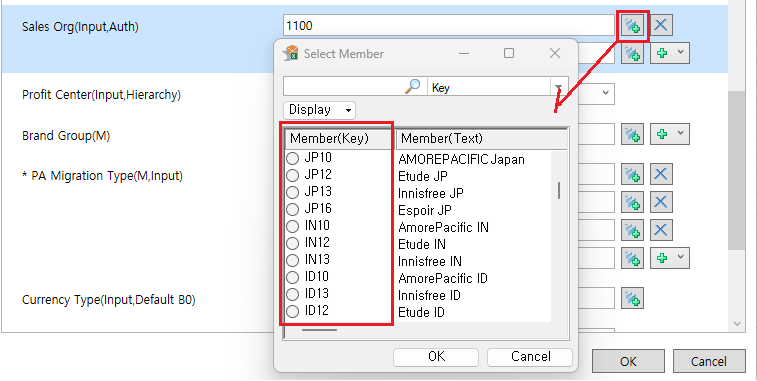 Sales Org(Input,Auth)
1100
Select Member
Key
Display
Member(Key) Member(Text)
JP10 AMOREPACIFIC Japan
JP12 Etude JP
JP13 Innisfree JP
JP16 Espoir JP
IN10 AmorePacific IN
IN12 Etude IN
IN13 Innisfree IN
ID10 AmorePacific ID
ID13 Innisfree ID
ID12 Etude ID
OK Cancel
Profit Center(Input,Hierarchy)
Brand Group(M)
* PA Migration Type(M,Input)
Currency Type(Input,Default B0)
OK Cancel